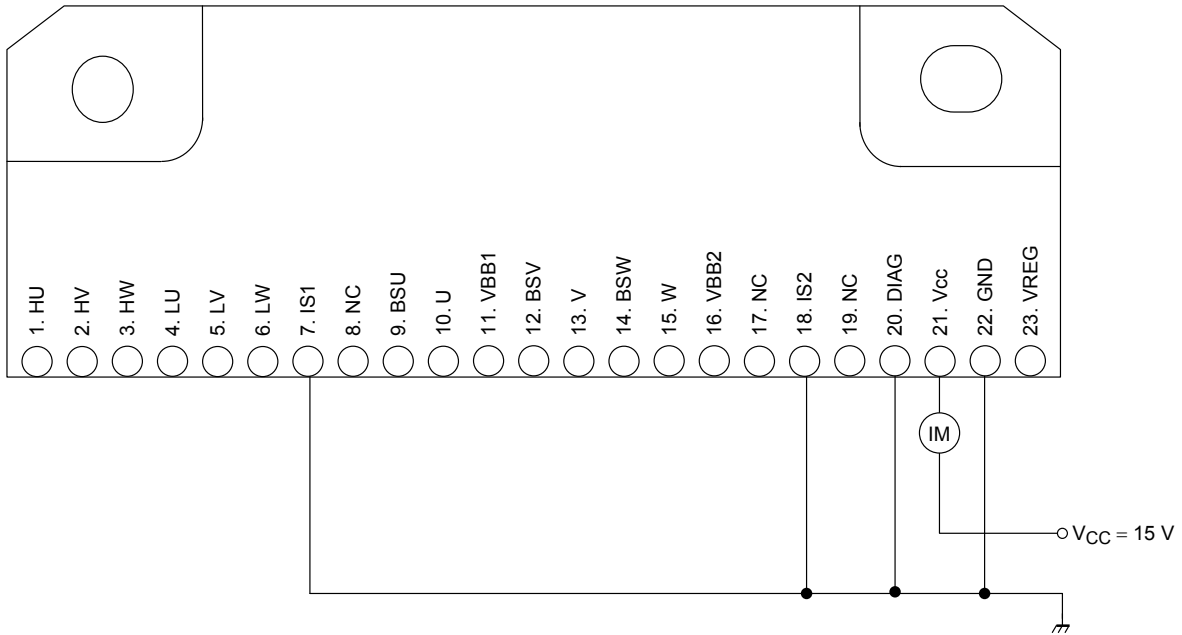 1. HU
2. HV
3. HW
4. LU
5. LV
6. LW
7. IS1
8. NC
9. BSU
10. U
11. VBB1
12. BSV
13. V
14. BSW
15. W
16. VBB2
17. NC
18. IS2
19. NC
20. DIAG
21. Vcc
22. GND
23. VREG
IM
VCC = 15 V